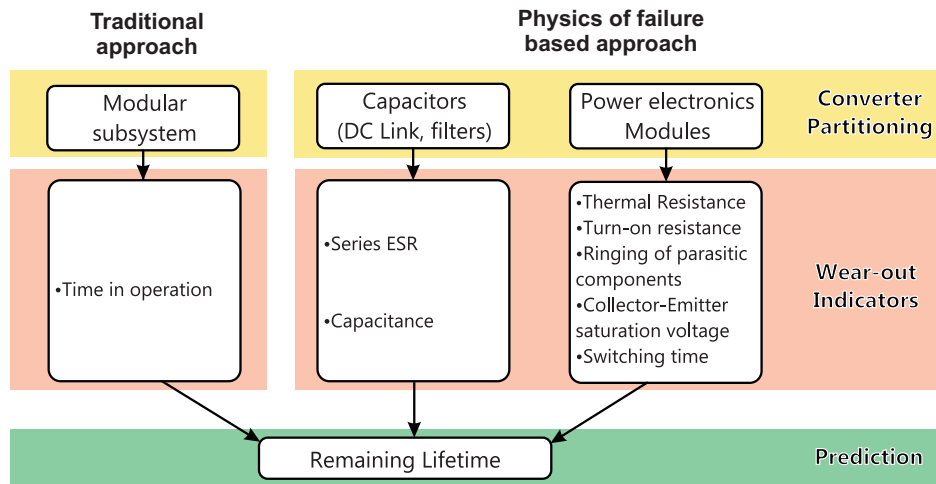 Traditional
approach
Physics of failure
based approach
Modular
subsystem
Capacitors
(DC Link, filters)
Power electronics
Modules
Converter
Partitioning
•Time in operation
•Series ESR
•Capacitance
•Thermal Resistance
•Turn-on resistance
•Ringing of parasitic
components
•Collector-Emitter
saturation voltage
•Switching time
Wear-out
Indicators
Remaining Lifetime
Prediction